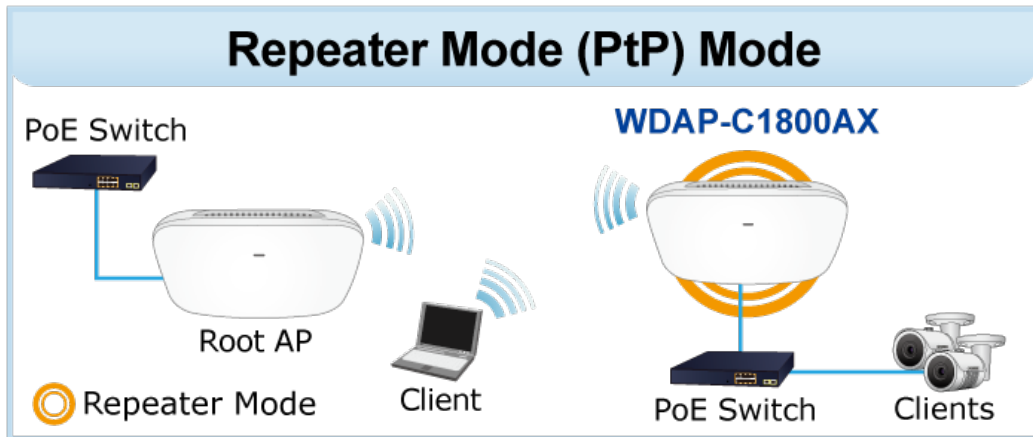 Repeater Mode (PtP) Mode
PoE Switch
WDAP-C1800AX
Root AP
Client
Repeater Mode
PoE Switch
Clients